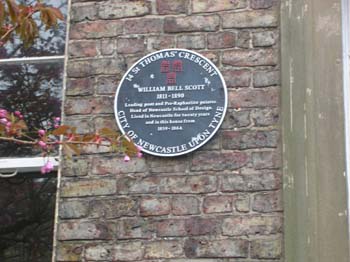 14 ST THOMAS' CRESCENT
WILLIAM BELL SCOTT
1811 - 1890
Leading poet and Pre-Raphaelite painter
Head of Newcastle School of Design.
Lived in Newcastle for twenty years
and in this house from
1859 - 1864
CITY OF NEWCASTLE UPON TYNE